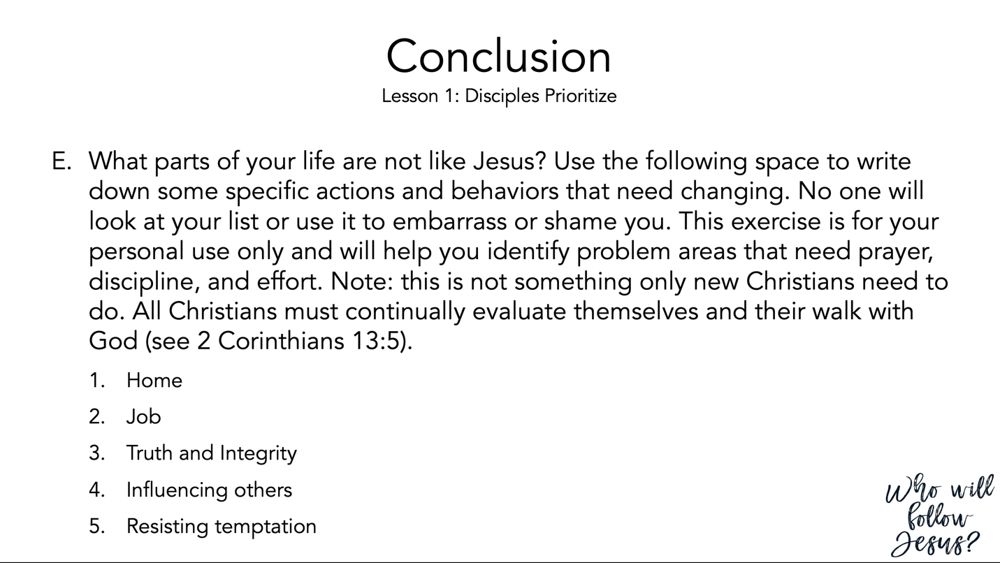 Conclusion
Lesson 1: Disciples Prioritize
E. What parts of your life are not like Jesus? Use the following space to write
down some specific actions and behaviors that need changing. No one will
look at your list or use it to embarrass or shame you. This exercise is for your
personal use only and will help you identify problem areas that need prayer,
discipline, and effort. Note: this is not something only new Christians need to
do. All Christians must continually evaluate themselves and their walk with
God (see 2 Corinthians 13:5).
1. Home
2. Job
3. Truth and Integrity
4. Influencing others
5. Resisting temptation
Who will
follow
Jesus?